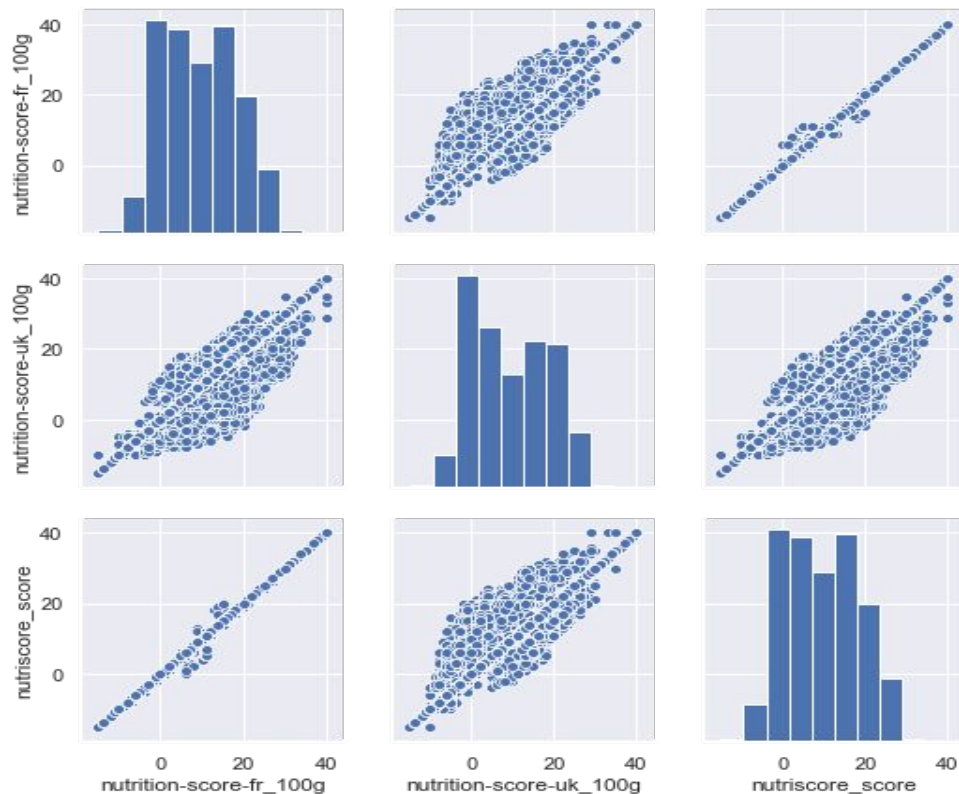 nutrition-score-fr_100g
40
20
0
nutrition-score-uk_100g
40
20
0
nutriscore_score
40
20
0
0 20 40
nutrition-score-fr_100g
0 20 40
nutrition-score-uk_100g
0 20 40
nutriscore_score